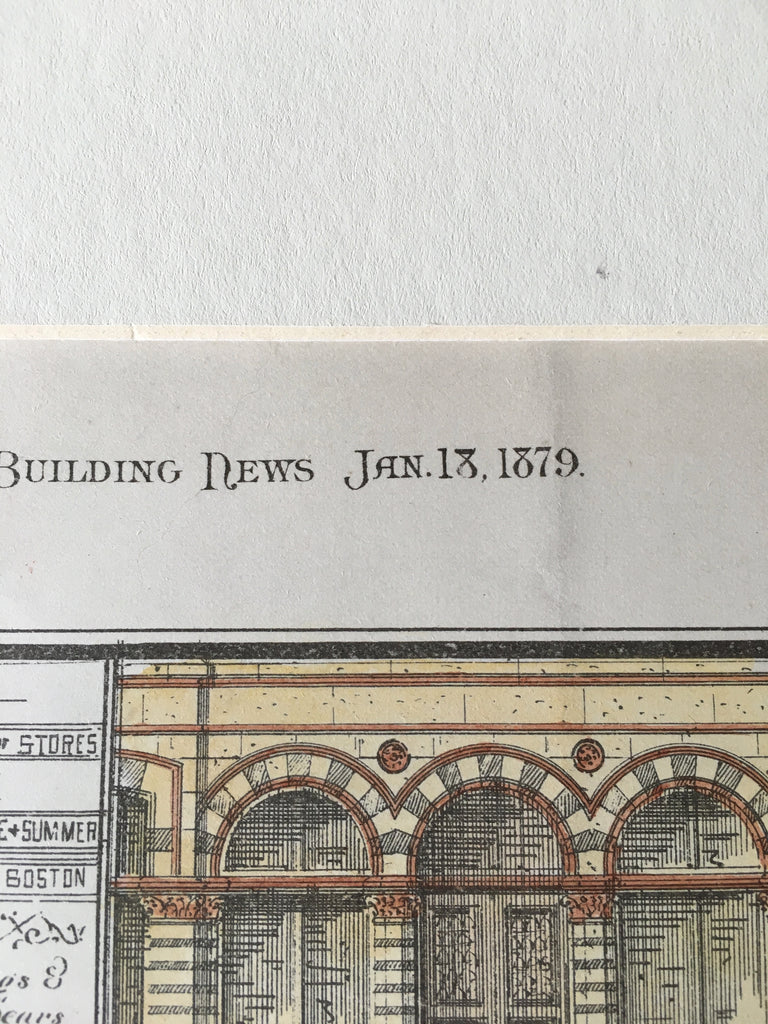 BUILDING NEWS JAN. 18, 1879.
STORES
& SUMMER
BOSTON
&